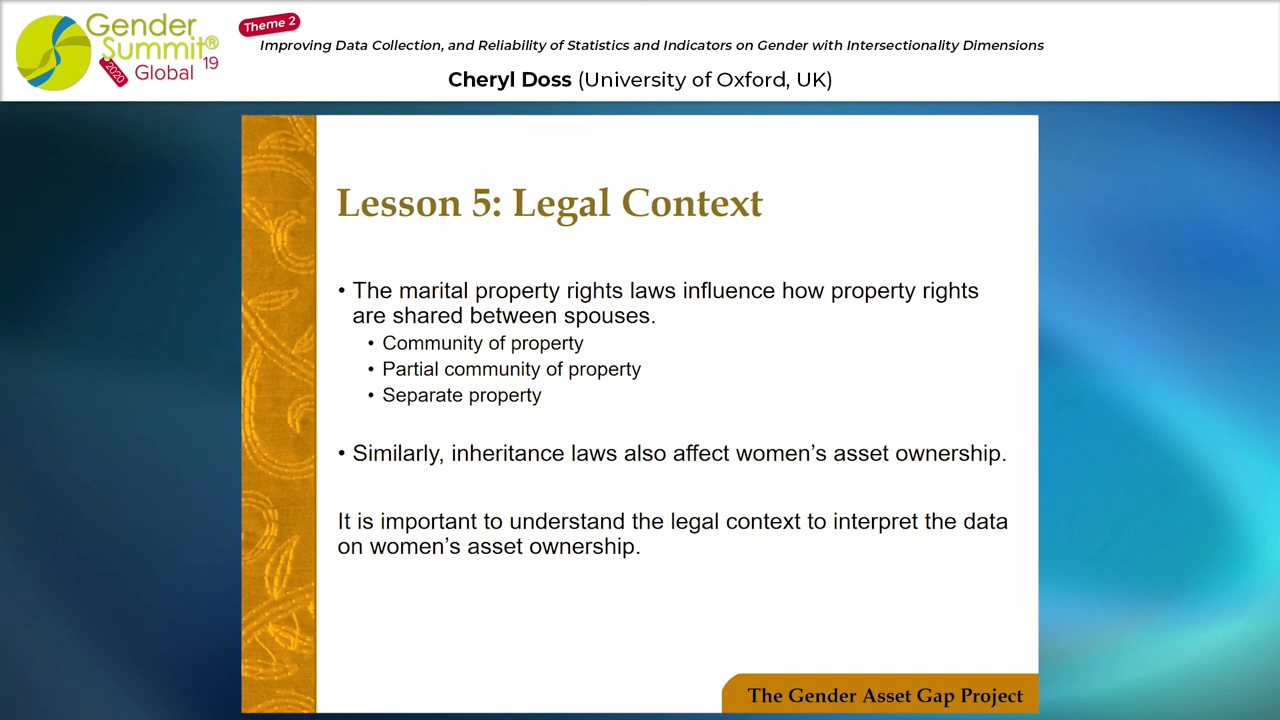 Gender
Summit®
Global 19
2020
Theme 2
Improving Data Collection, and Reliability of Statistics and Indicators on Gender with Intersectionality Dimensions
Cheryl Doss (University of Oxford, UK)
Lesson 5: Legal Context
• The marital property rights laws influence how property rights
are shared between spouses.
• Community of property
• Partial community of property
• Separate property
• Similarly, inheritance laws also affect women’s asset ownership.
It is important to understand the legal context to interpret the data
on women’s asset ownership.
The Gender Asset Gap Project